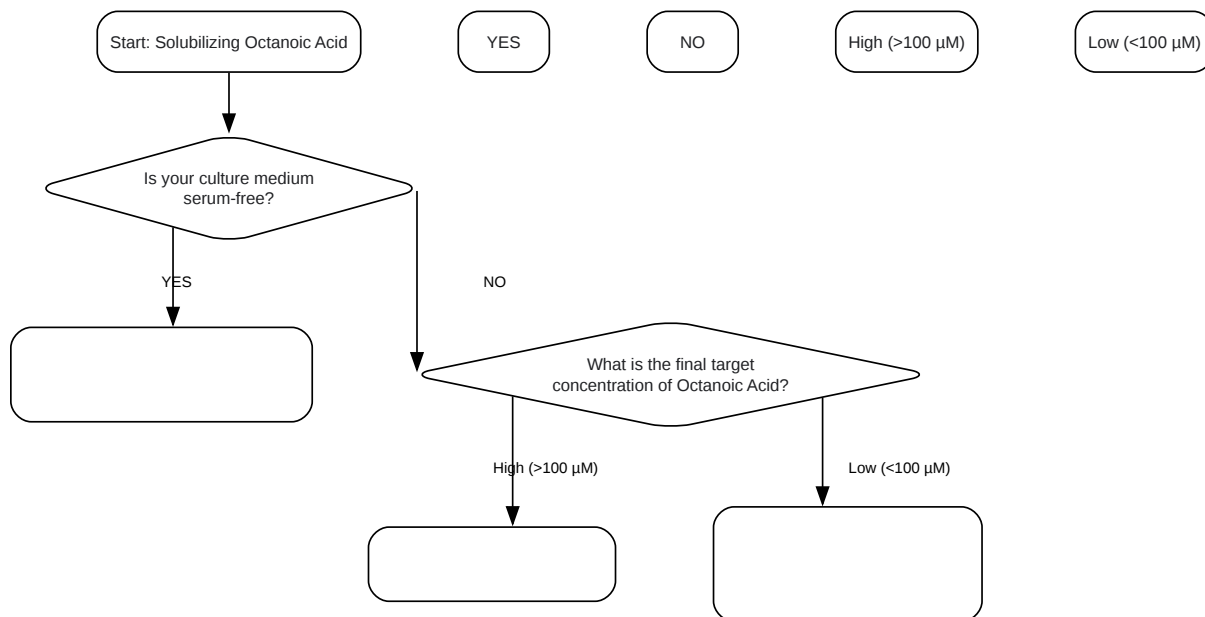 Start: Solubilizing Octanoic Acid
YES
NO
High (>100 µM)
Low (<100 µM)
Is your culture medium
serum-free?
YES
NO
What is the final target
concentration of Octanoic Acid?
High (>100 µM)
Low (<100 µM)